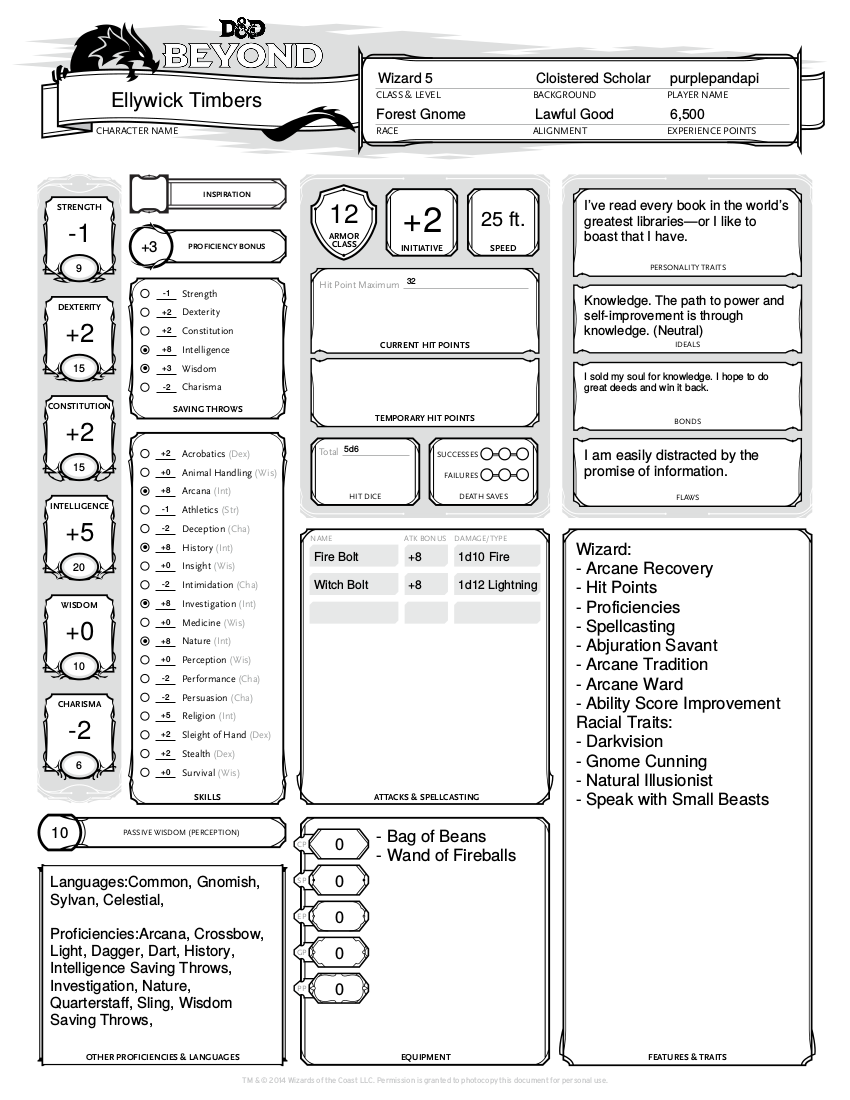 D&D
BEYOND
Ellywick Timbers
CHARACTER NAME
Wizard 5 Cloistered Scholar purplepandapi
CLASS & LEVEL BACKGROUND PLAYER NAME
Forest Gnome Lawful Good 6,500
RACE ALIGNMENT EXPERIENCE POINTS
STRENGTH
-1
9
DEXTERITY
+2
15
CONSTITUTION
+2
15
INTELLIGENCE
+5
20
WISDOM
+0
10
CHARISMA
-2
6
INSPIRATION
+3 PROFICIENCY BONUS
-1 Strength
+2 Dexterity
+2 Constitution
+8 Intelligence
+3 Wisdom
-2 Charisma
SAVING THROWS
+2 Acrobatics (Dex)
+0 Animal Handling (Wis)
+8 Arcana (Int)
-1 Athletics (Str)
-2 Deception (Cha)
+8 History (Int)
+0 Insight (Wis)
-2 Intimidation (Cha)
+8 Investigation (Int)
+0 Medicine (Wis)
+8 Nature (Int)
+0 Perception (Wis)
-2 Performance (Cha)
-2 Persuasion (Cha)
+5 Religion (Int)
+2 Sleight of Hand (Dex)
+2 Stealth (Dex)
+0 Survival (Wis)
SKILLS
10 PASSIVE WISDOM (PERCEPTION)
Languages:Common, Gnomish,
Sylvan, Celestial,
Proficiencies:Arcana, Crossbow,
Light, Dagger, Dart, History,
Intelligence Saving Throws,
Investigation, Nature,
Quarterstaff, Sling, Wisdom
Saving Throws,
OTHER PROFICIENCIES & LANGUAGES
12
ARMOR
CLASS
+2
INITIATIVE
25 ft.
SPEED
Hit Point Maximum 32
CURRENT HIT POINTS
TEMPORARY HIT POINTS
Total 5d6
HIT DICE
SUCCESSES
FAILURES
DEATH SAVES
NAME ATK BONUS DAMAGE/TYPE
Fire Bolt +8 1d10 Fire
Witch Bolt +8 1d12 Lightning
ATTACKS & SPELLCASTING
CP 0
SP 0
EP 0
GP 0
PP 0
- Bag of Beans
- Wand of Fireballs
EQUIPMENT
I've read every book in the world's
greatest libraries—or I like to
boast that I have.
PERSONALITY TRAITS
Knowledge. The path to power and
self-improvement is through
knowledge. (Neutral)
IDEALS
I sold my soul for knowledge. I hope to do
great deeds and win it back.
BONDS
I am easily distracted by the
promise of information.
FLAWS
Wizard:
- Arcane Recovery
- Hit Points
- Proficiencies
- Spellcasting
- Abjuration Savant
- Arcane Tradition
- Arcane Ward
- Ability Score Improvement
Racial Traits:
- Darkvision
- Gnome Cunning
- Natural Illusionist
- Speak with Small Beasts
FEATURES & TRAITS
TM & © 2014 Wizards of the Coast LLC. Permission is granted to photocopy this document for personal use.